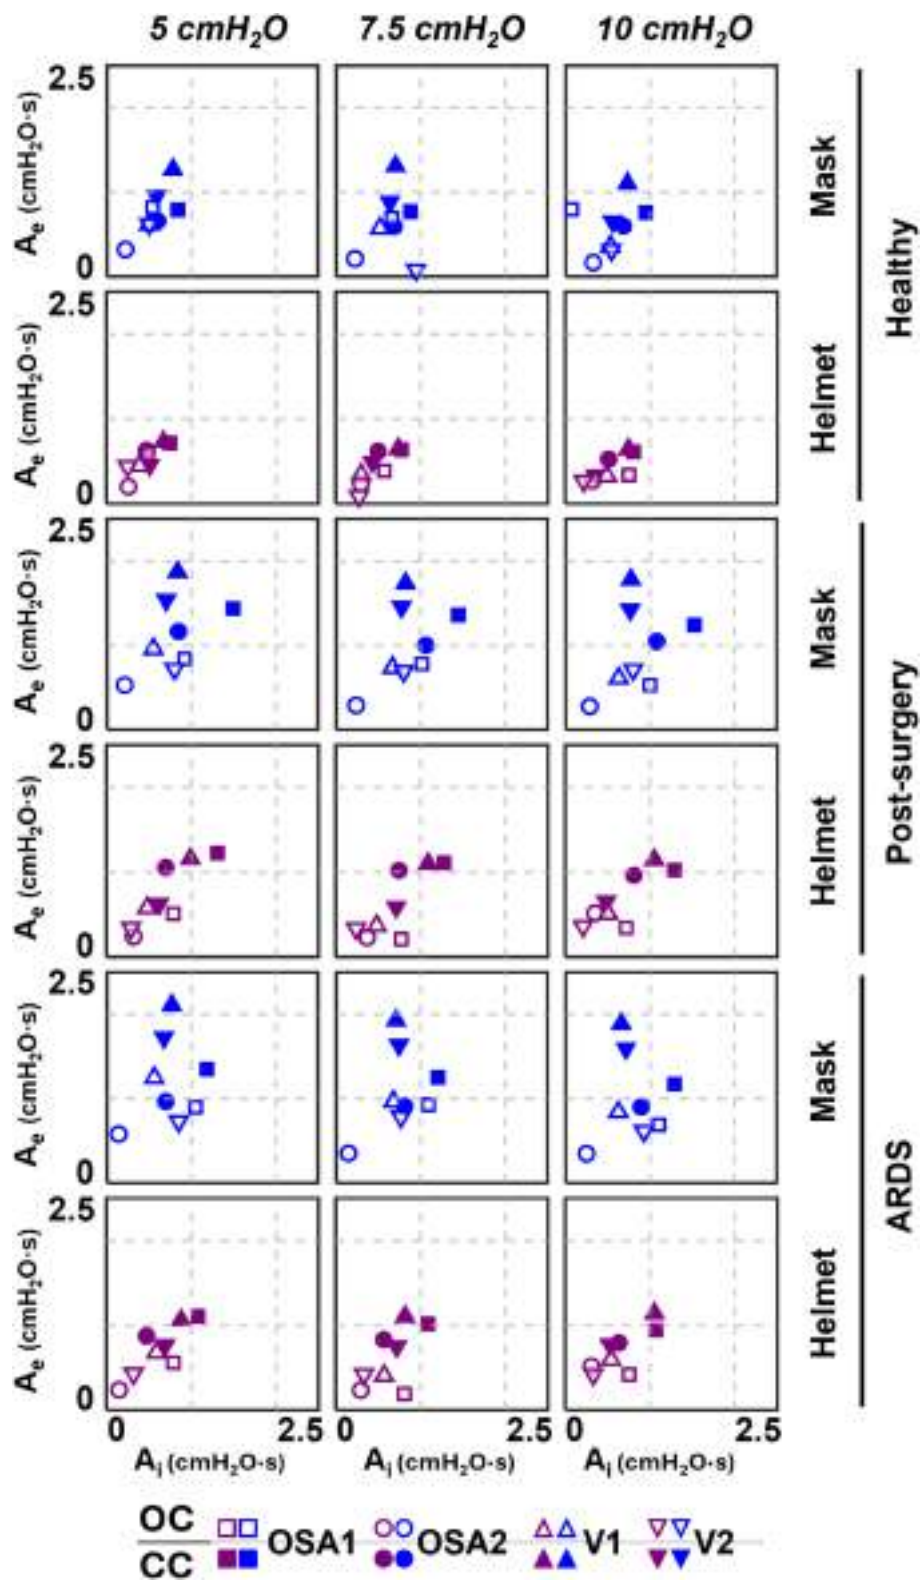 5 cmH2O 7.5 cmH2O 10 cmH2O
2.5
Ae (cmH2O·s)
0
Mask
Healthy
Ae (cmH2O·s)
0
Helmet
2.5
Ae (cmH2O·s)
0
Mask
Post-surgery
2.5
Ae (cmH2O·s)
0
Helmet
2.5
Ae (cmH2O·s)
0
Mask
ARDS
2.5
Ae (cmH2O·s)
0
Helmet
0 2.5 0 2.5 0 2.5
Ai (cmH2O·s) Ai (cmH2O·s) Ai (cmH2O·s)
OC
CC
OSA1 OSA2 V1 V2